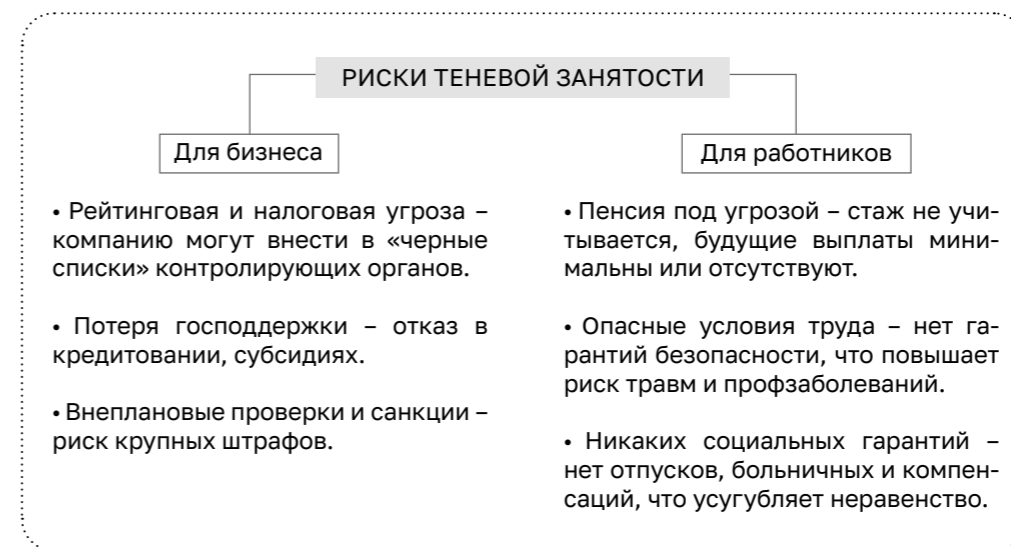 РИСКИ ТЕНЕВОЙ ЗАНЯТОСТИ
Для бизнеса
• Рейтинговая и налоговая угроза –
компанию могут внести в «черные
списки» контролирующих органов.
• Потеря господдержки – отказ в
кредитовании, субсидиях.
• Внеплановые проверки и санкции –
риск крупных штрафов.
Для работников
• Пенсия под угрозой – стаж не учи-
тывается, будущие выплаты мини-
мальны или отсутствуют.
• Опасные условия труда – нет га-
рантий безопасности, что повышает
риск травм и профзаболеваний.
• Никаких социальных гарантий –
нет отпусков, больничных и компен-
саций, что усугубляет неравенство.